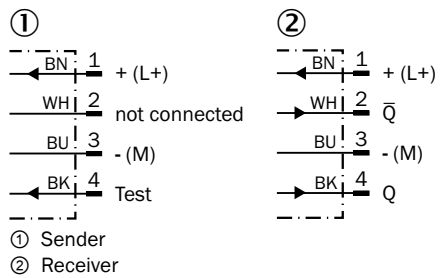 ① ②
BN 1 + (L+) BN 1 + (L+)
WH 2 not connected WH 2 Q̅
BU 3 - (M) BU 3 - (M)
BK 4 Test BK 4 Q
① Sender
② Receiver